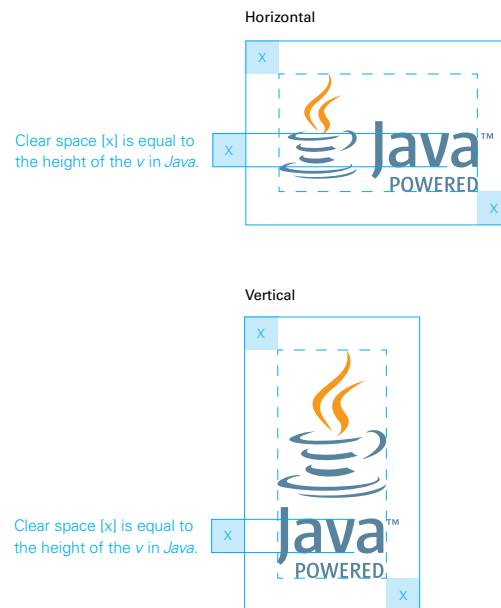 Horizontal
X
Clear space [x] is equal to
the height of the v in Java.
X
Java™
POWERED
X
Vertical
X
Clear space [x] is equal to
the height of the v in Java.
X
Java™
POWERED
X